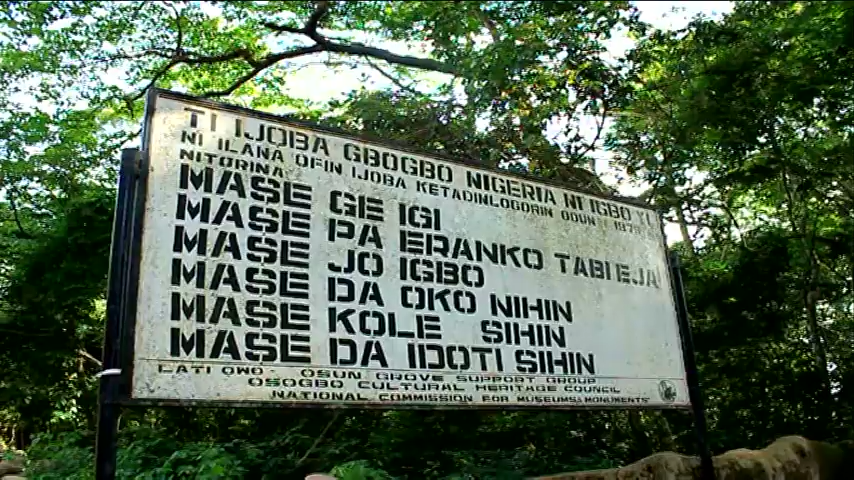 TI IJOBA GBOGBO NIGERIA NI IGBO YI
NI ILANA OFIN IJOBA KETADINLOGORIN ODUN TI 1979
NITORINA
MASE GE IGI
MASE PA ERANKO TABI EJA
MASE JO IGBO
MASE DA OKO NIHIN
MASE KOLE SIHIN
MASE DA IDOTI SIHIN
LATI OWO OSUN GROVE SUPPORT GROUP
OSOGBO CULTURAL HERITAGE COUNCIL
NATIONAL COMMISSION FOR MUSEUMS & MONUMENTS